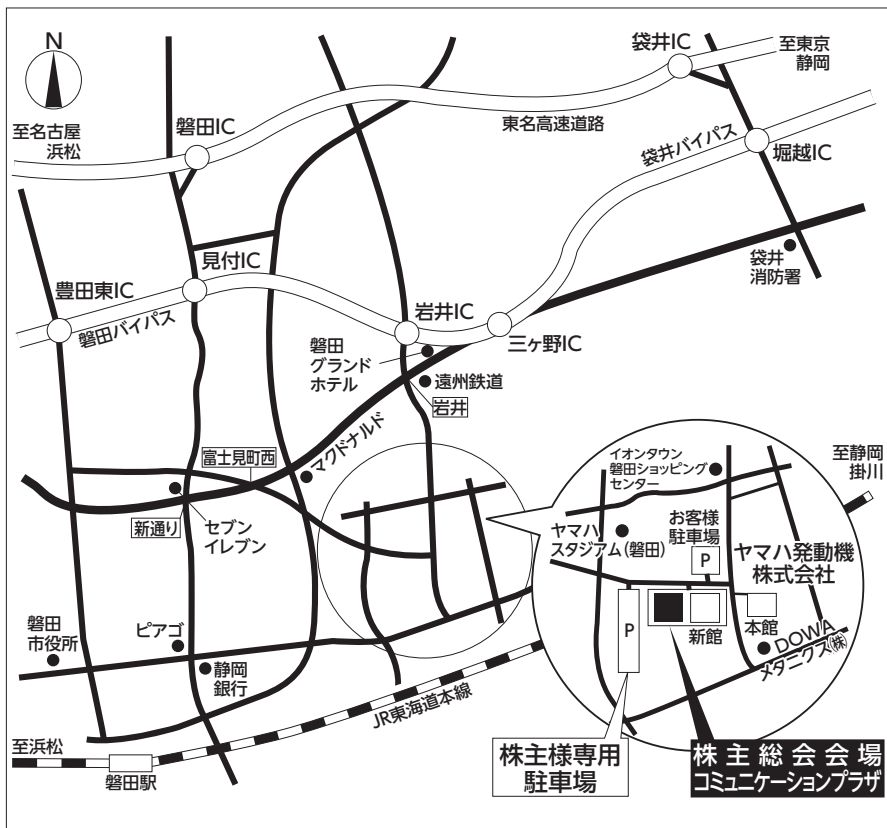 N
袋井IC
至東京
静岡
至名古屋
浜松
磐田IC
東名高速道路
袋井バイパス
堀越IC
見付IC
袋井
消防署
豊田東IC
磐田バイパス
岩井IC
三ヶ野IC
磐田
グランド
ホテル
遠州鉄道
岩井
マクドナルド
富士見町西
新通り
セブン
イレブン
イオンタウン
磐田ショッピング
センター
至静岡
掛川
お客様
駐車場
P
ヤマハ
スタジアム(磐田)
ヤマハ発動機
株式会社
P
新館
本館
DOWA
メタニクス㈱
磐田
市役所
ピアゴ
静岡
銀行
JR東海道本線
至浜松
磐田駅
株主様専用
駐車場
株主総会会場
コミュニケーションプラザ